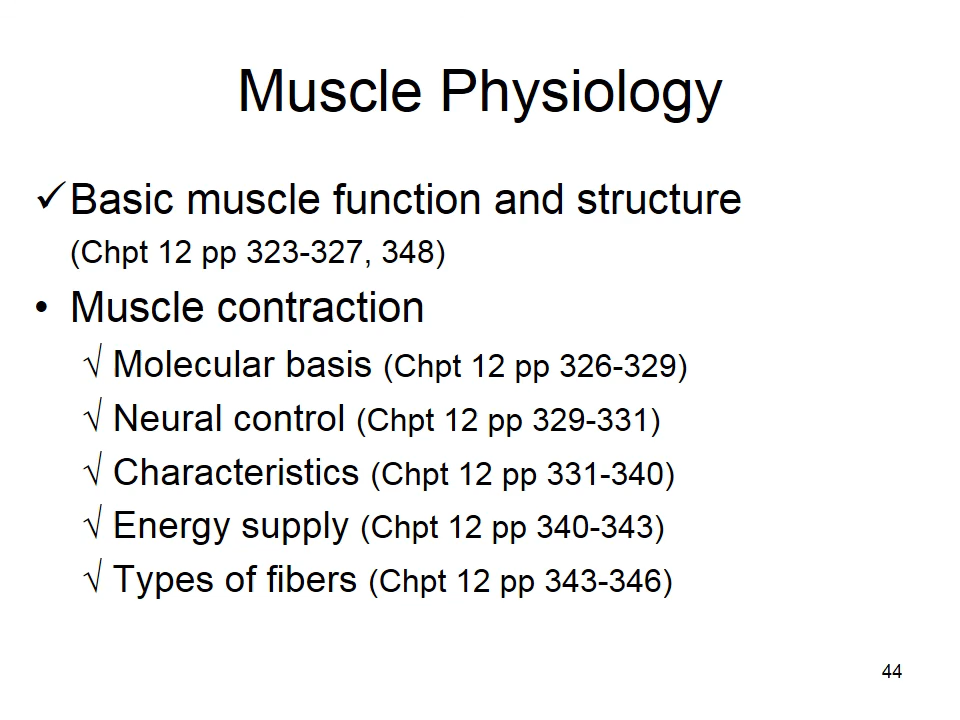 Muscle Physiology
✓Basic muscle function and structure
(Chpt 12 pp 323-327, 348)
• Muscle contraction
√ Molecular basis (Chpt 12 pp 326-329)
√ Neural control (Chpt 12 pp 329-331)
√ Characteristics (Chpt 12 pp 331-340)
√ Energy supply (Chpt 12 pp 340-343)
√ Types of fibers (Chpt 12 pp 343-346)
44